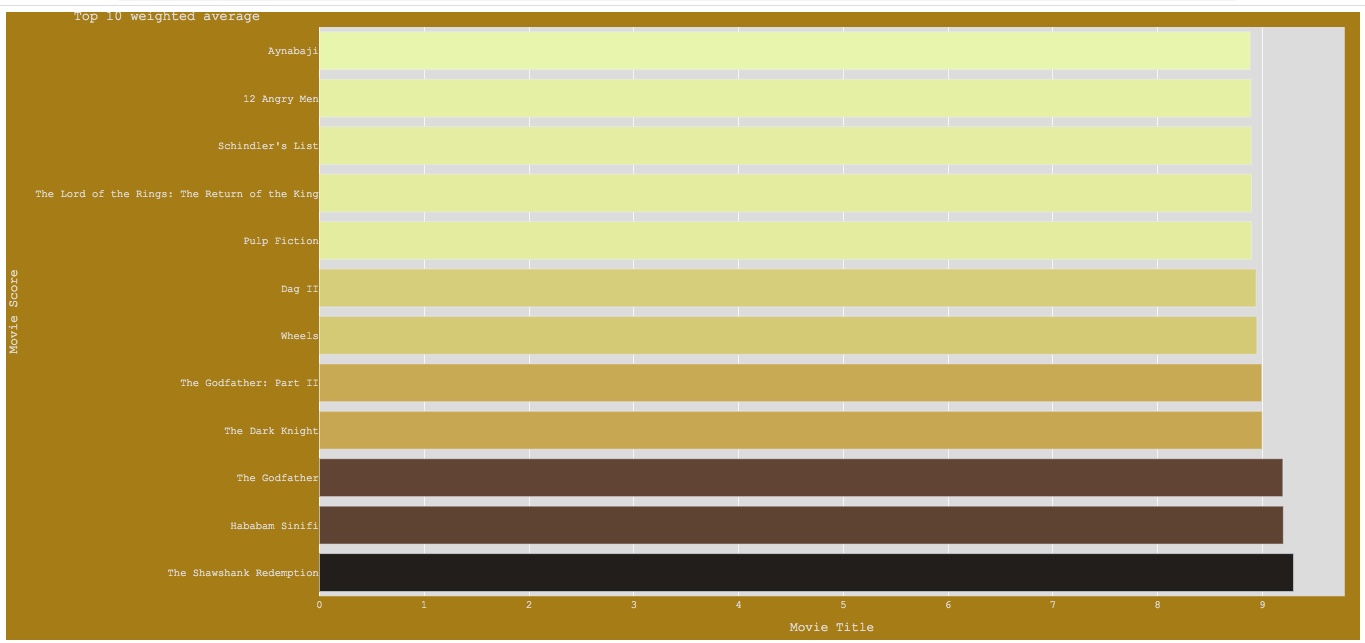 Top 10 weighted average
Aynabaji
12 Angry Men
Schindler's List
The Lord of the Rings: The Return of the King
Pulp Fiction
Dag II
Wheels
The Godfather: Part II
The Dark Knight
The Godfather
Hababam Sinifi
The Shawshank Redemption
Movie Score
0 1 2 3 4 5 6 7 8 9
Movie Title